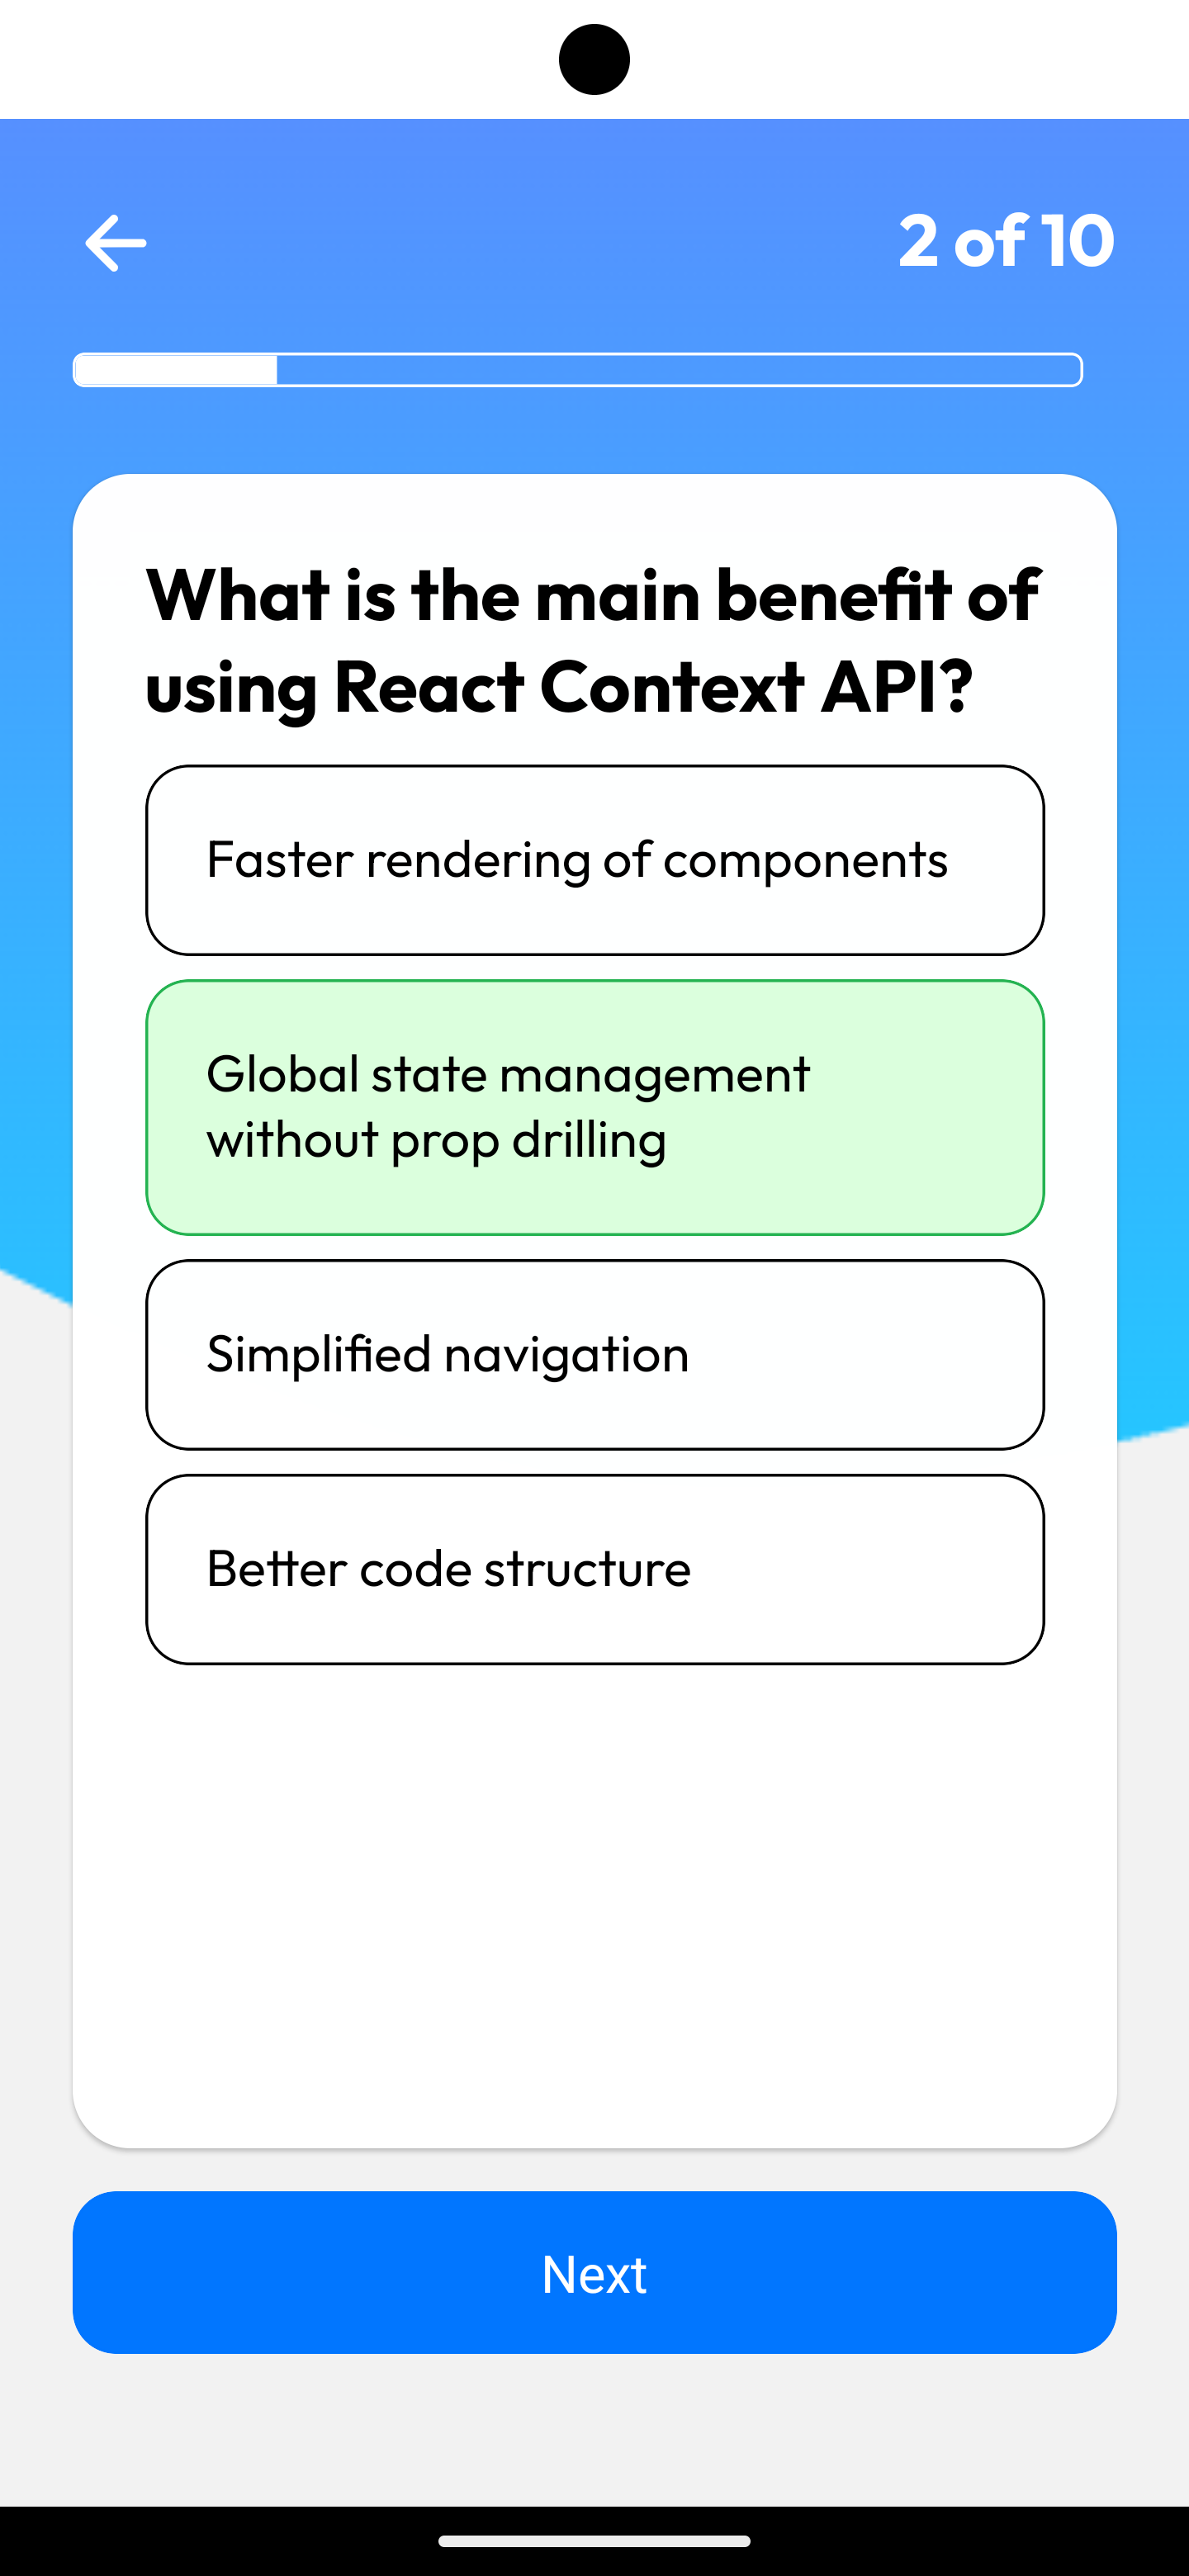 2 of 10
What is the main benefit of
using React Context API?
Faster rendering of components
Global state management
without prop drilling
Simplified navigation
Better code structure
Next